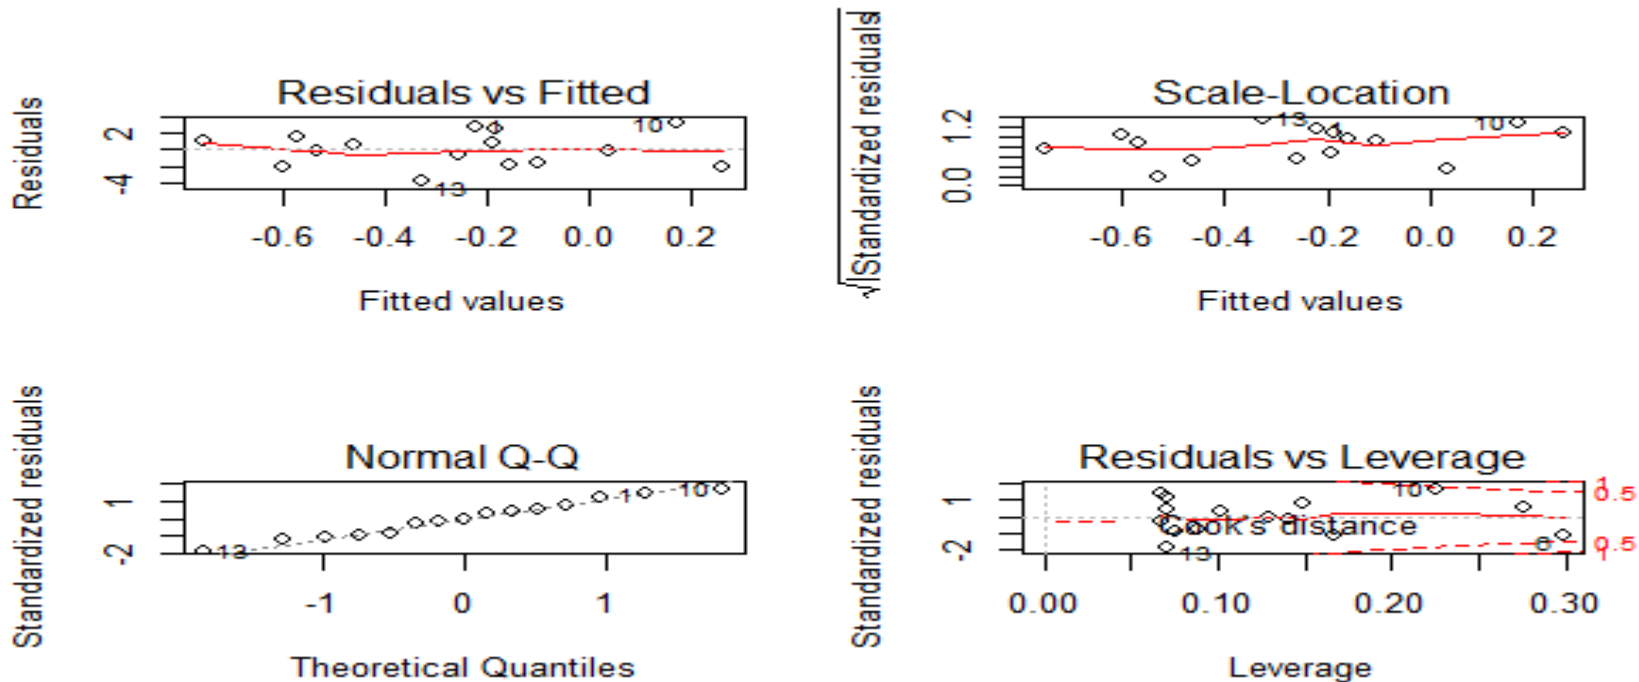 Residuals vs Fitted
Residuals
2
-4
1
10
13
-0.6 -0.4 -0.2 0.0 0.2
Fitted values
Scale-Location
√|Standardized residuals|
1.2
0.0
13
1
10
-0.6 -0.4 -0.2 0.0 0.2
Fitted values
Normal Q-Q
Standardized residuals
1
-2
13
1
10
-1 0 1
Theoretical Quantiles
Residuals vs Leverage
Standardized residuals
1
-2
10
Cook's distance
13
6
1
0.5
0.5
1
0.00 0.10 0.20 0.30
Leverage